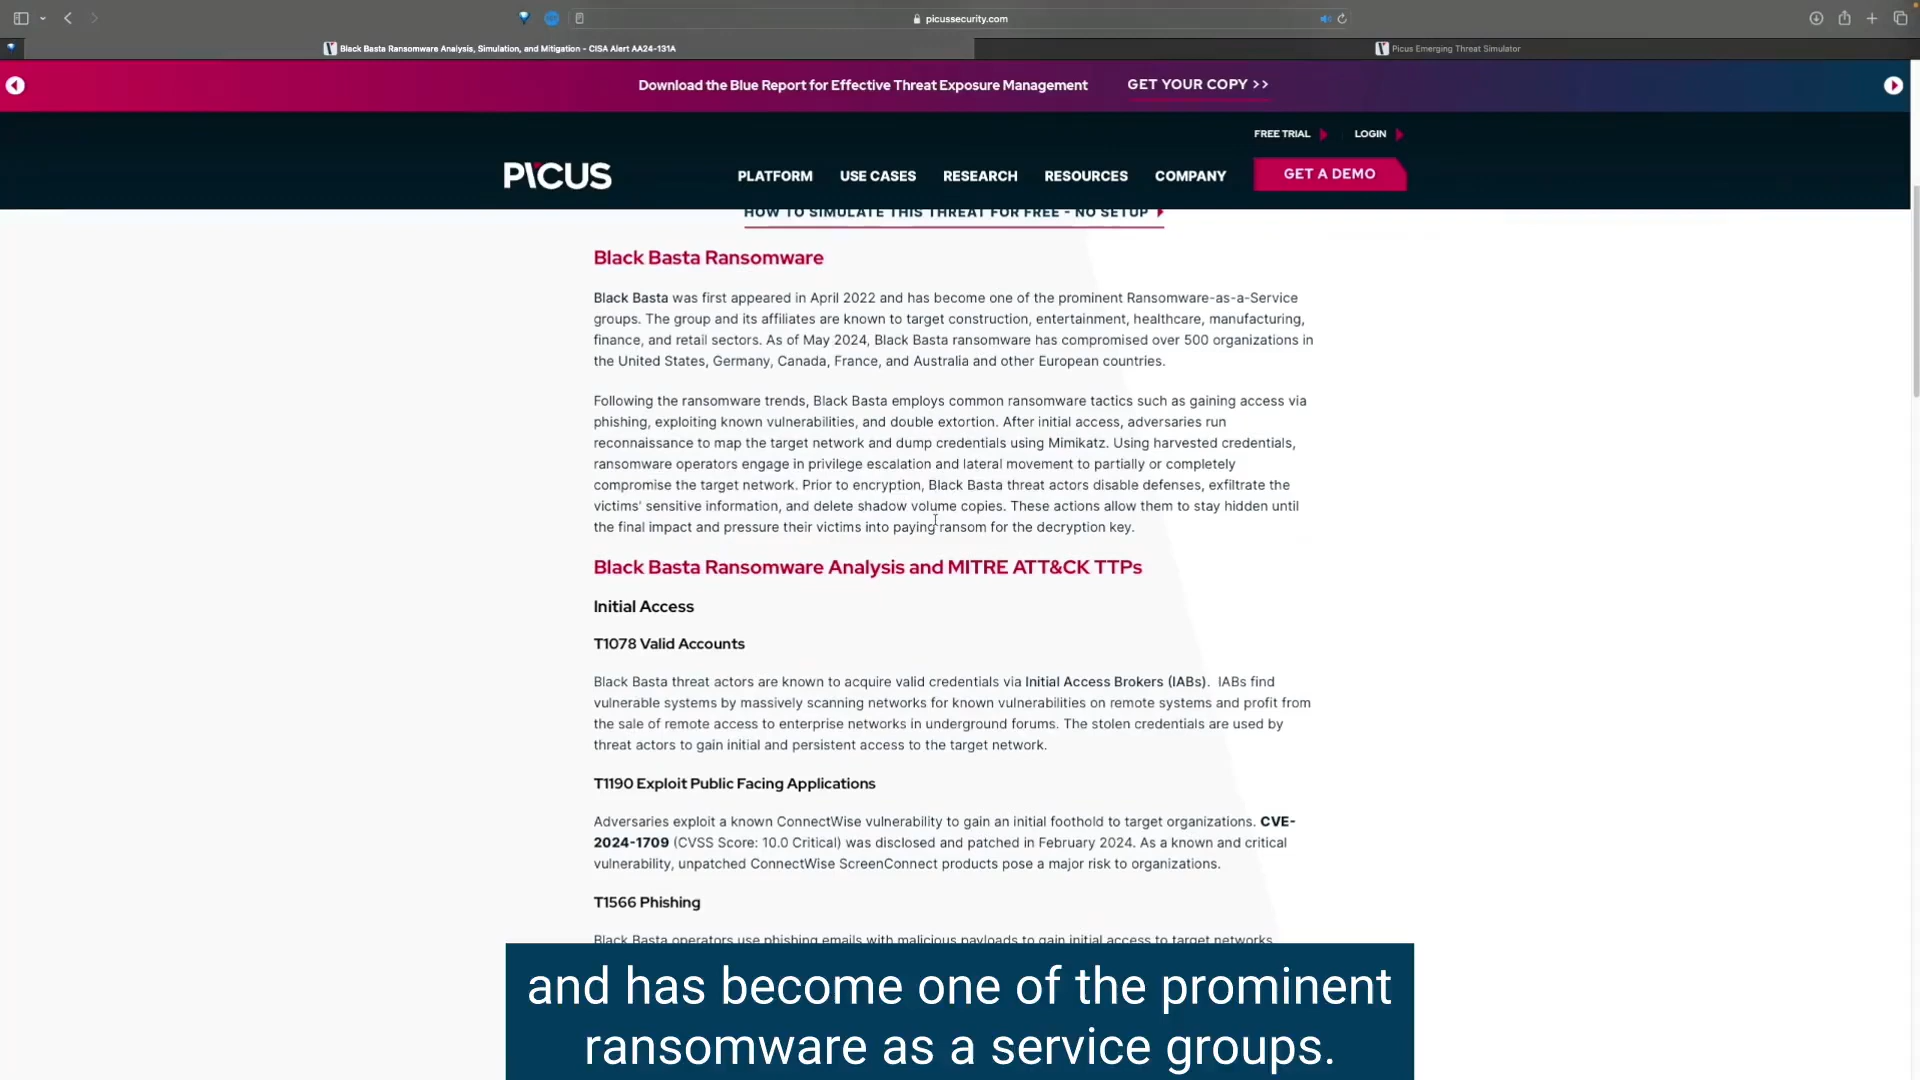 picussecurity.com
Black Basta Ransomware Analysis, Simulation, and Mitigation - CISA Alert AA24-131A
Picus Emerging Threat Simulator
Download the Blue Report for Effective Threat Exposure Management
GET YOUR COPY >>
FREE TRIAL
LOGIN
PICUS
PLATFORM
USE CASES
RESEARCH
RESOURCES
COMPANY
GET A DEMO
HOW TO SIMULATE THIS THREAT FOR FREE - NO SETUP
Black Basta Ransomware
Black Basta was first appeared in April 2022 and has become one of the prominent Ransomware-as-a-Service
groups. The group and its affiliates are known to target construction, entertainment, healthcare, manufacturing,
finance, and retail sectors. As of May 2024, Black Basta ransomware has compromised over 500 organizations in
the United States, Germany, Canada, France, and Australia and other European countries.
Following the ransomware trends, Black Basta employs common ransomware tactics such as gaining access via
phishing, exploiting known vulnerabilities, and double extortion. After initial access, adversaries run
reconnaissance to map the target network and dump credentials using Mimikatz. Using harvested credentials,
ransomware operators engage in privilege escalation and lateral movement to partially or completely
compromise the target network. Prior to encryption, Black Basta threat actors disable defenses, exfiltrate the
victims' sensitive information, and delete shadow volume copies. These actions allow them to stay hidden until
the final impact and pressure their victims into paying ransom for the decryption key.
Black Basta Ransomware Analysis and MITRE ATT&CK TTPs
Initial Access
T1078 Valid Accounts
Black Basta threat actors are known to acquire valid credentials via Initial Access Brokers (IABs). IABs find
vulnerable systems by massively scanning networks for known vulnerabilities on remote systems and profit from
the sale of remote access to enterprise networks in underground forums. The stolen credentials are used by
threat actors to gain initial and persistent access to the target network.
T1190 Exploit Public Facing Applications
Adversaries exploit a known ConnectWise vulnerability to gain an initial foothold to target organizations. CVE-
2024-1709 (CVSS Score: 10.0 Critical) was disclosed and patched in February 2024. As a known and critical
vulnerability, unpatched ConnectWise ScreenConnect products pose a major risk to organizations.
T1566 Phishing
Black Basta operators use phishing emails with malicious payloads to gain initial access to target networks.
and has become one of the prominent
ransomware as a service groups.